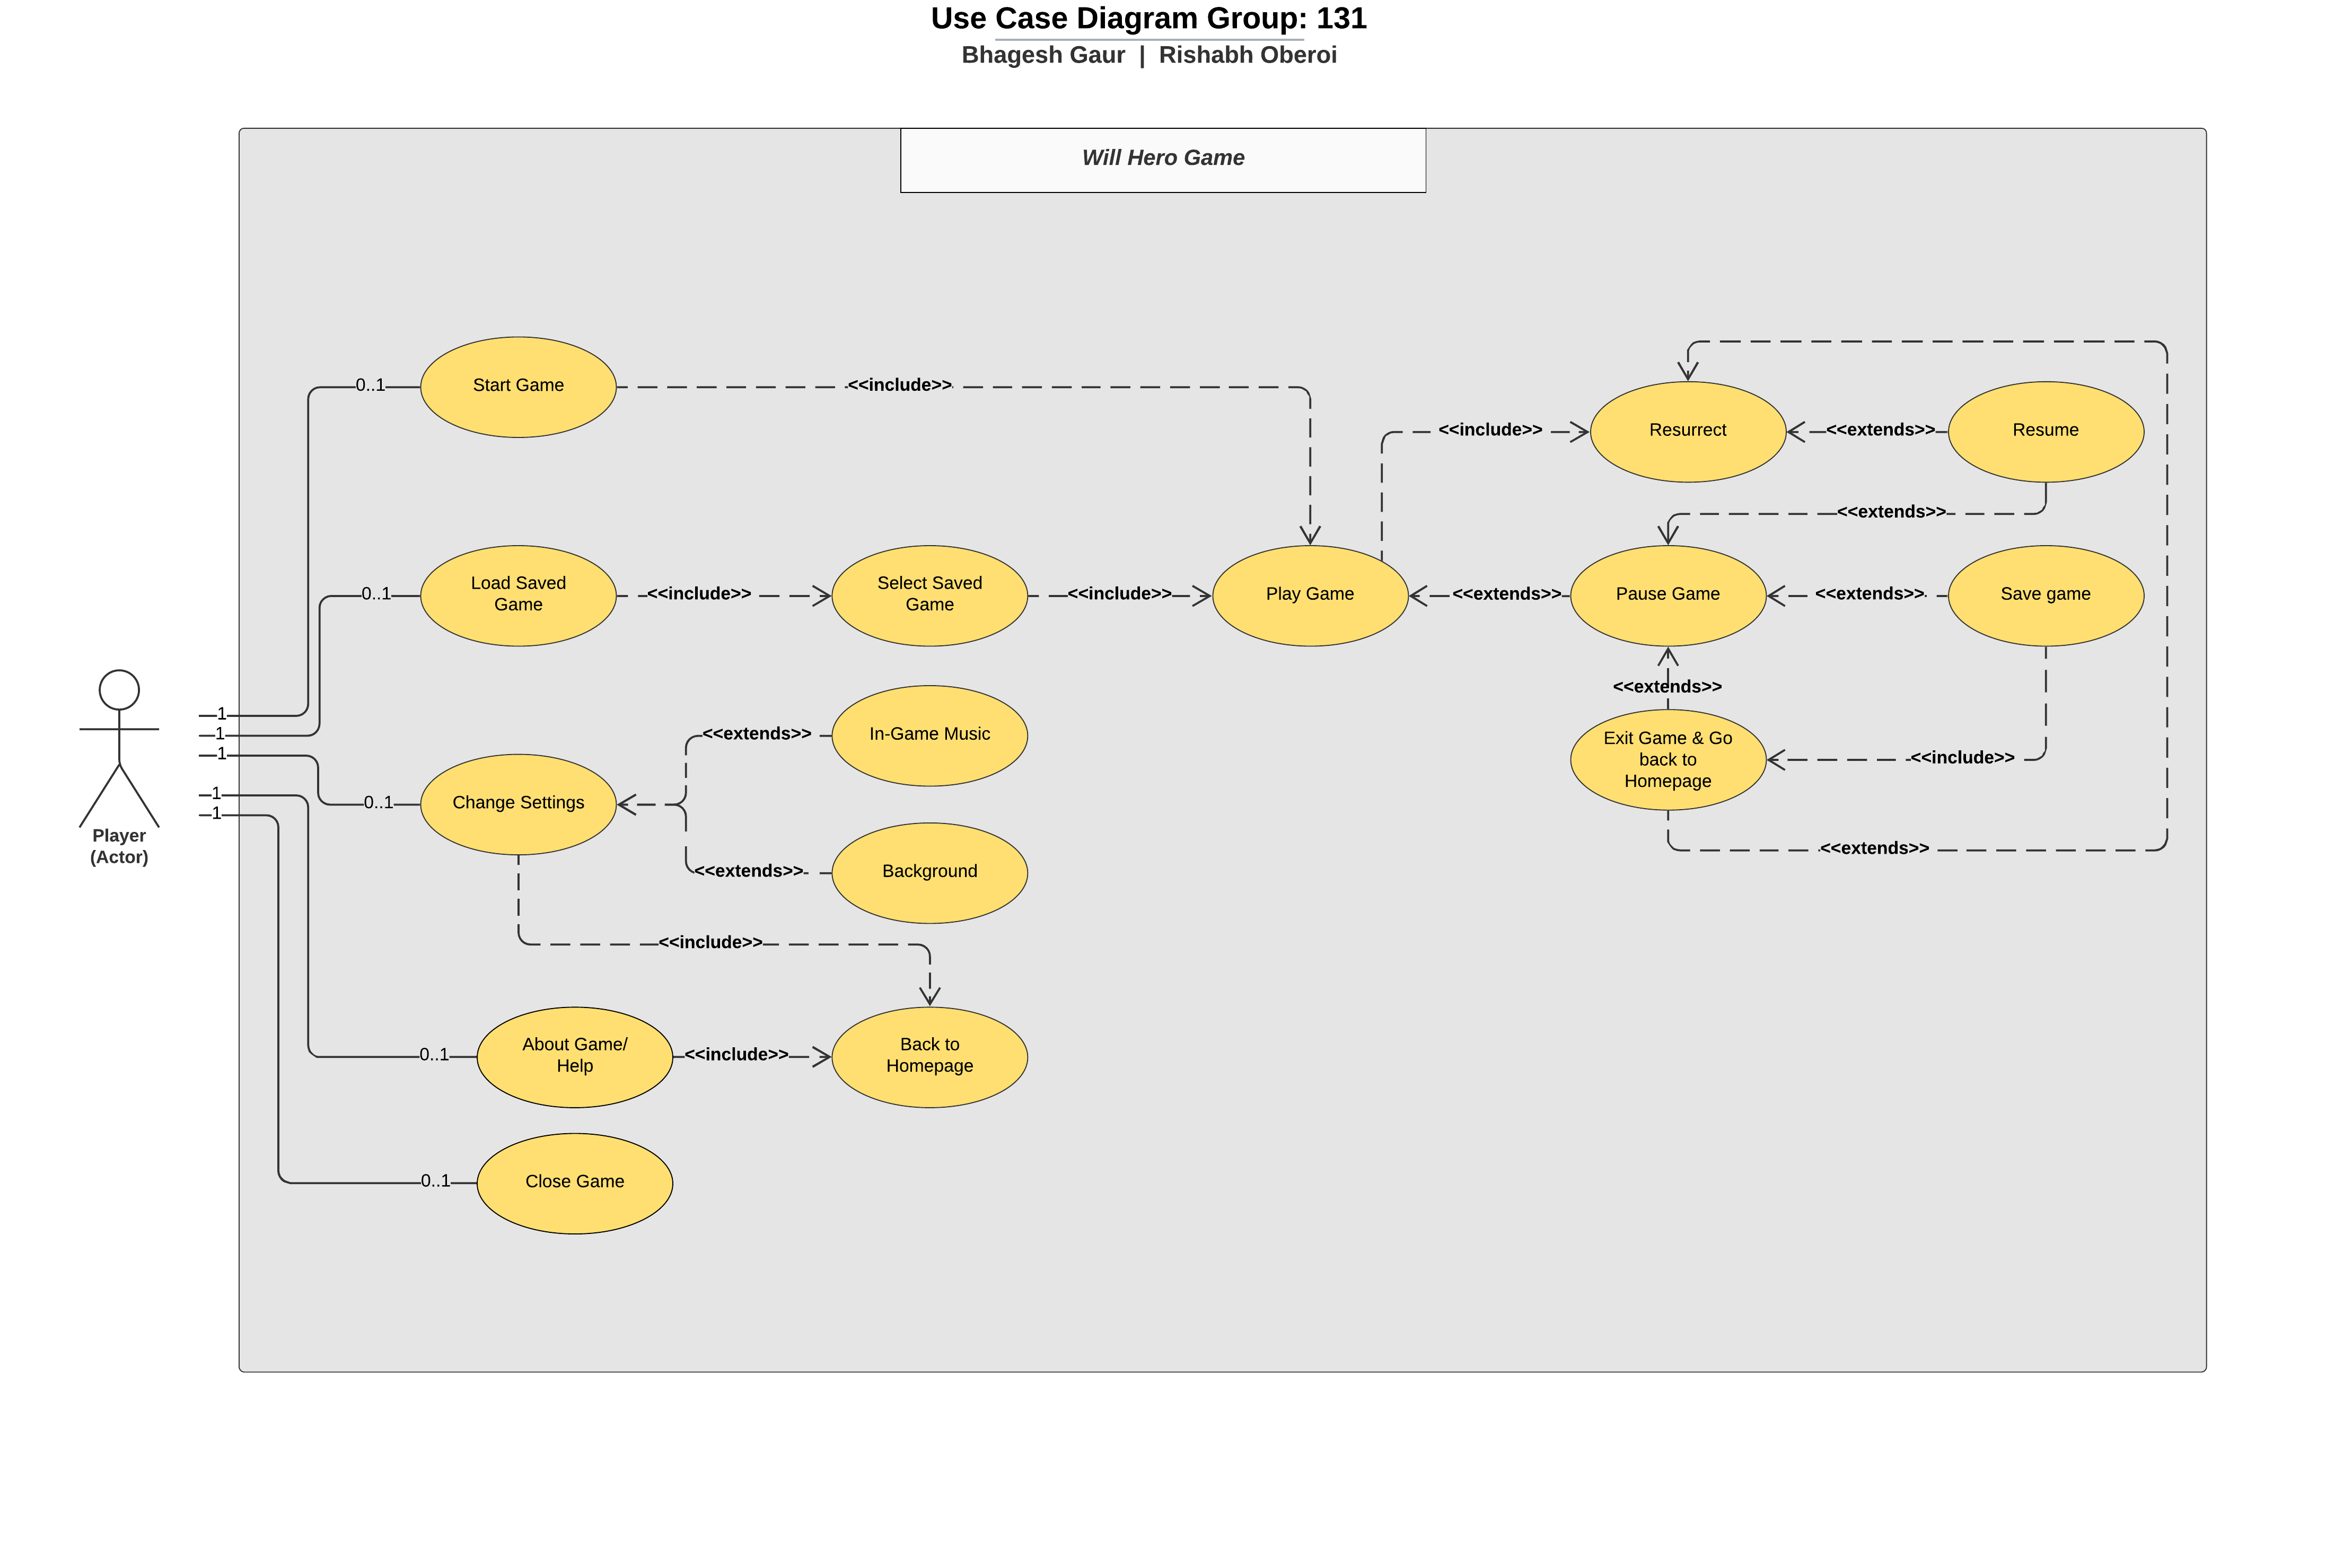 Use Case Diagram Group: 131
Bhagesh Gaur | Rishabh Oberoi
Will Hero Game
0..1
Start Game
<<include>>
<<include>>
Resurrect
<<extends>>
Resume
<<extends>>
0..1
Load Saved
Game
<<include>>
Select Saved
Game
<<include>>
Play Game
<<extends>>
Pause Game
<<extends>>
Save game
<<extends>>
1
1
1
1
1
Player
(Actor)
<<extends>>
In-Game Music
Exit Game & Go
back to
Homepage
<<include>>
0..1
Change Settings
<<extends>>
Background
<<extends>>
<<include>>
0..1
About Game/
Help
<<include>>
Back to
Homepage
0..1
Close Game